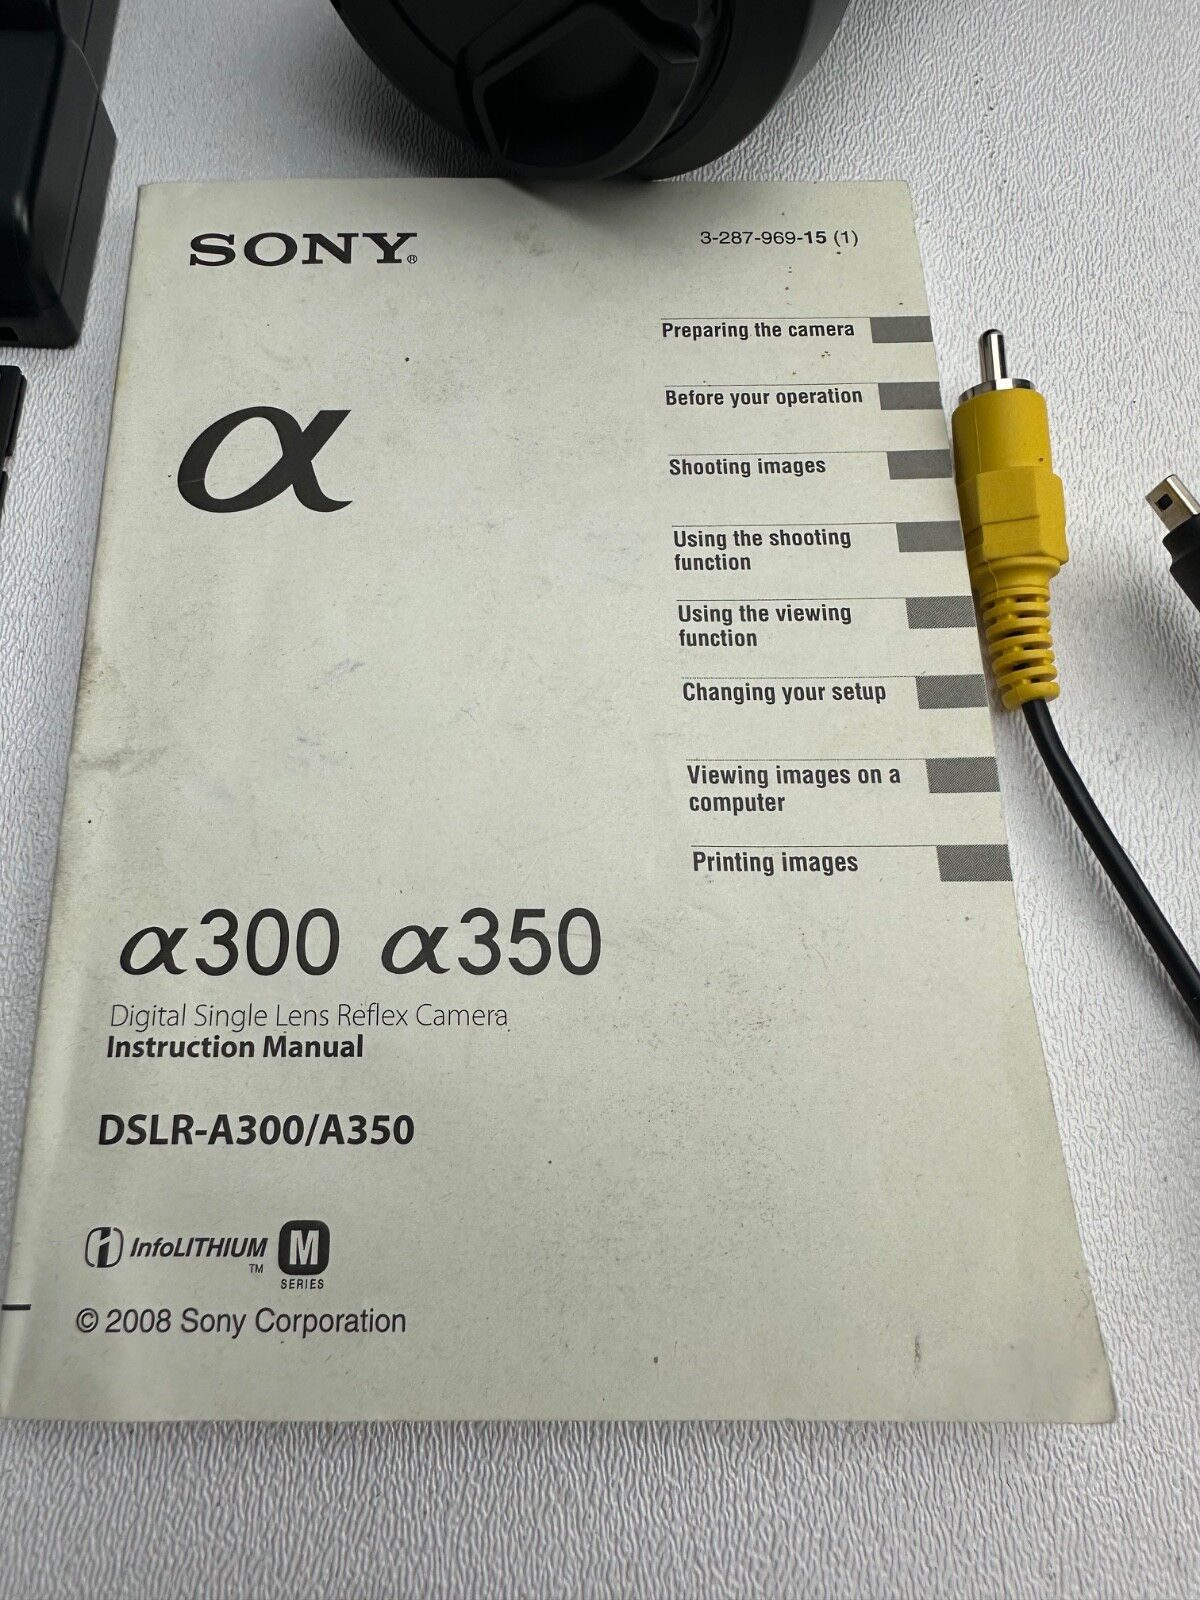 SONY®
3-287-969-15 (1)
Preparing the camera
Before your operation
Shooting images
Using the shooting
function
Using the viewing
function
Changing your setup
Viewing images on a
computer
Printing images
α
α300 α350
Digital Single Lens Reflex Camera
Instruction Manual
DSLR-A300/A350
InfoLITHIUM TM M
SERIES
© 2008 Sony Corporation